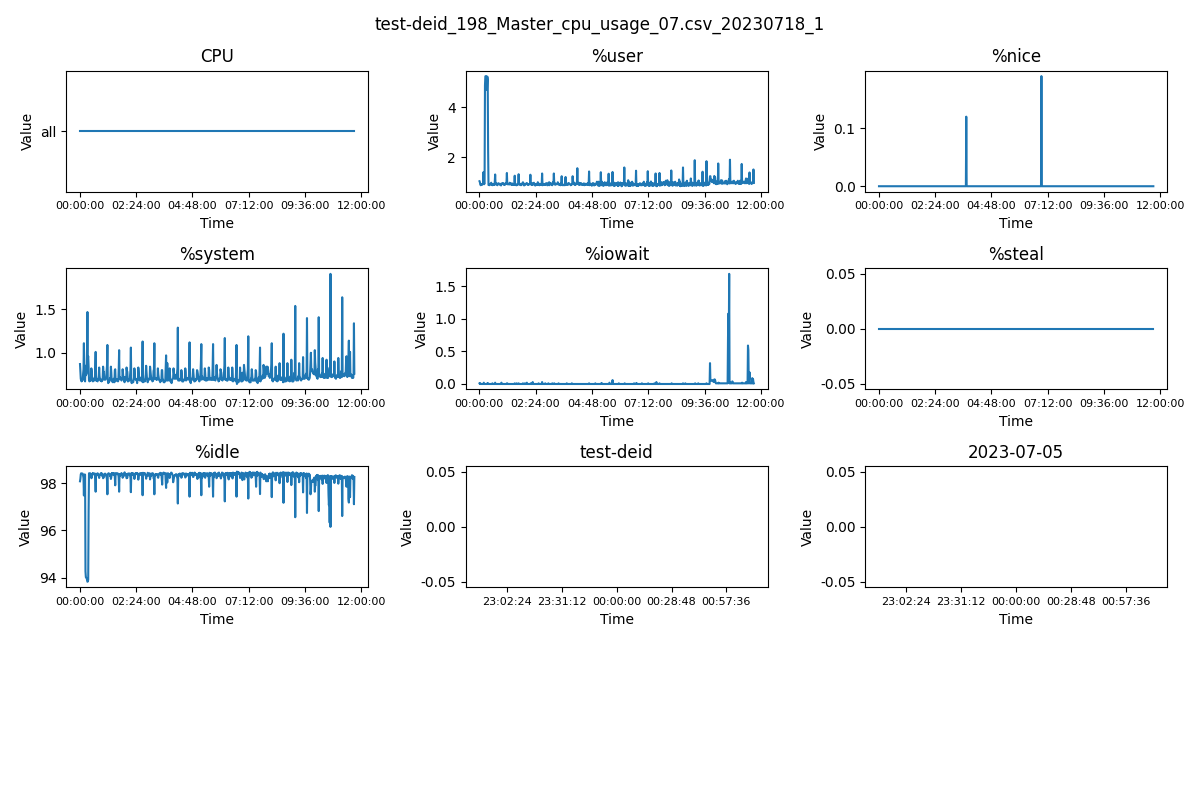 test-deid_198_Master_cpu_usage_07.csv_20230718_1
CPU
Value
all
00:00:00 02:24:00 04:48:00 07:12:00 09:36:00 12:00:00
Time
%user
Value
4
2
00:00:00 02:24:00 04:48:00 07:12:00 09:36:00 12:00:00
Time
%nice
Value
0.1
0.0
00:00:00 02:24:00 04:48:00 07:12:00 09:36:00 12:00:00
Time
%system
Value
1.5
1.0
00:00:00 02:24:00 04:48:00 07:12:00 09:36:00 12:00:00
Time
%iowait
Value
1.5
1.0
0.5
0.0
00:00:00 02:24:00 04:48:00 07:12:00 09:36:00 12:00:00
Time
%steal
Value
0.05
0.00
-0.05
00:00:00 02:24:00 04:48:00 07:12:00 09:36:00 12:00:00
Time
%idle
Value
98
96
94
00:00:00 02:24:00 04:48:00 07:12:00 09:36:00 12:00:00
Time
test-deid
Value
0.05
0.00
-0.05
23:02:24 23:31:12 00:00:00 00:28:48 00:57:36
Time
2023-07-05
Value
0.05
0.00
-0.05
23:02:24 23:31:12 00:00:00 00:28:48 00:57:36
Time